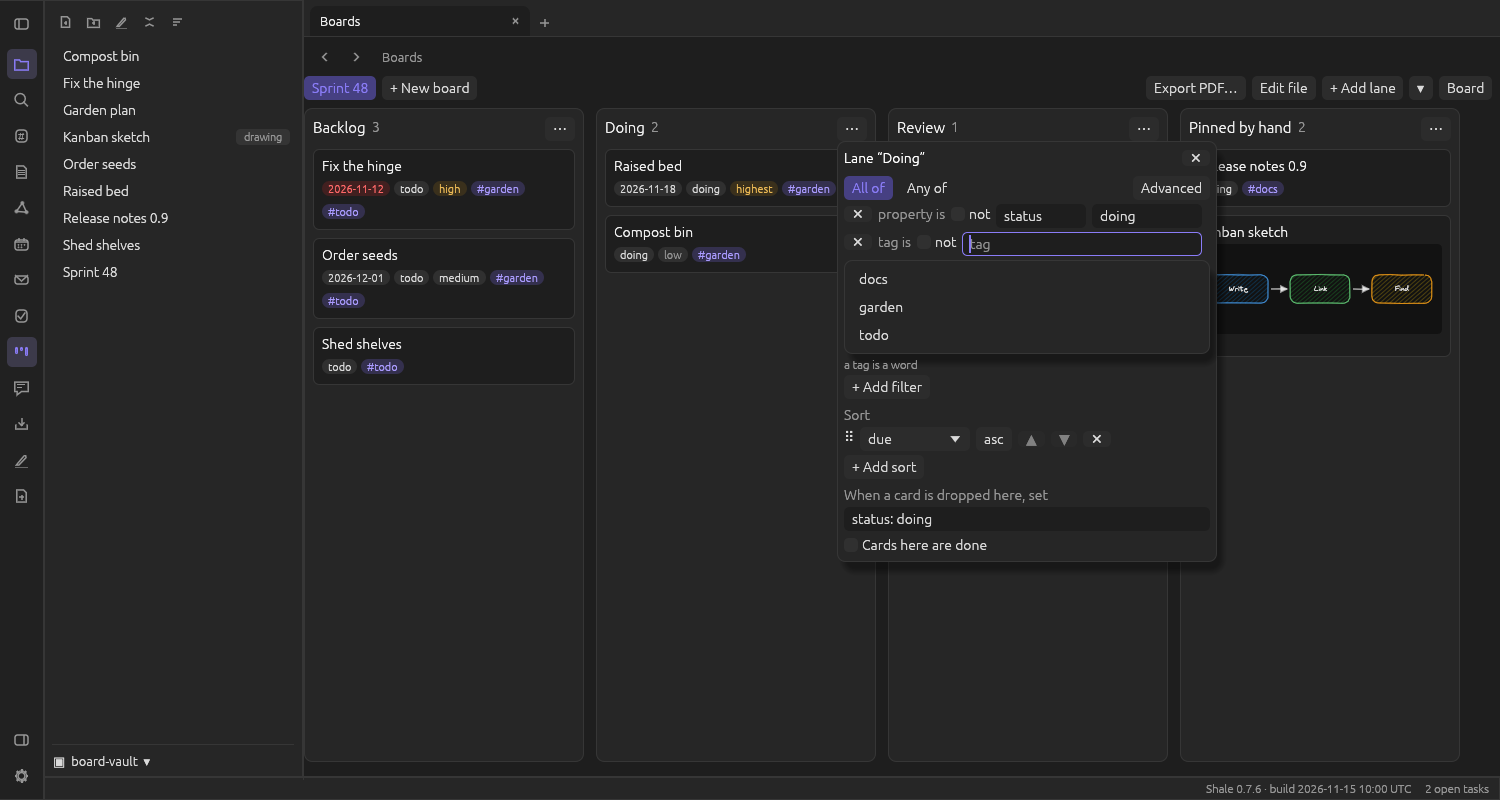 Boards
Compost bin
Fix the hinge
Garden plan
Kanban sketch drawing
Order seeds
Raised bed
Release notes 0.9
Shed shelves
Sprint 48
board-vault
Boards
Sprint 48 + New board Export PDF… Edit file + Add lane Board
Backlog 3
Fix the hinge
2026-11-12 todo high #garden
#todo
Order seeds
2026-12-01 todo medium #garden
#todo
Shed shelves
todo #todo
Doing 2
Raised bed
2026-11-18 doing highest #garden
Compost bin
doing low #garden
Review 1
Lane “Doing”
All of Any of Advanced
property is not status doing
tag is not tag
docs
garden
todo
a tag is a word
+ Add filter
Sort
due asc
+ Add sort
When a card is dropped here, set
status: doing
Cards here are done
Pinned by hand 2
ease notes 0.9
ing #docs
nban sketch
Write Link Find
Shale 0.7.6 · build 2026-11-15 10:00 UTC 2 open tasks